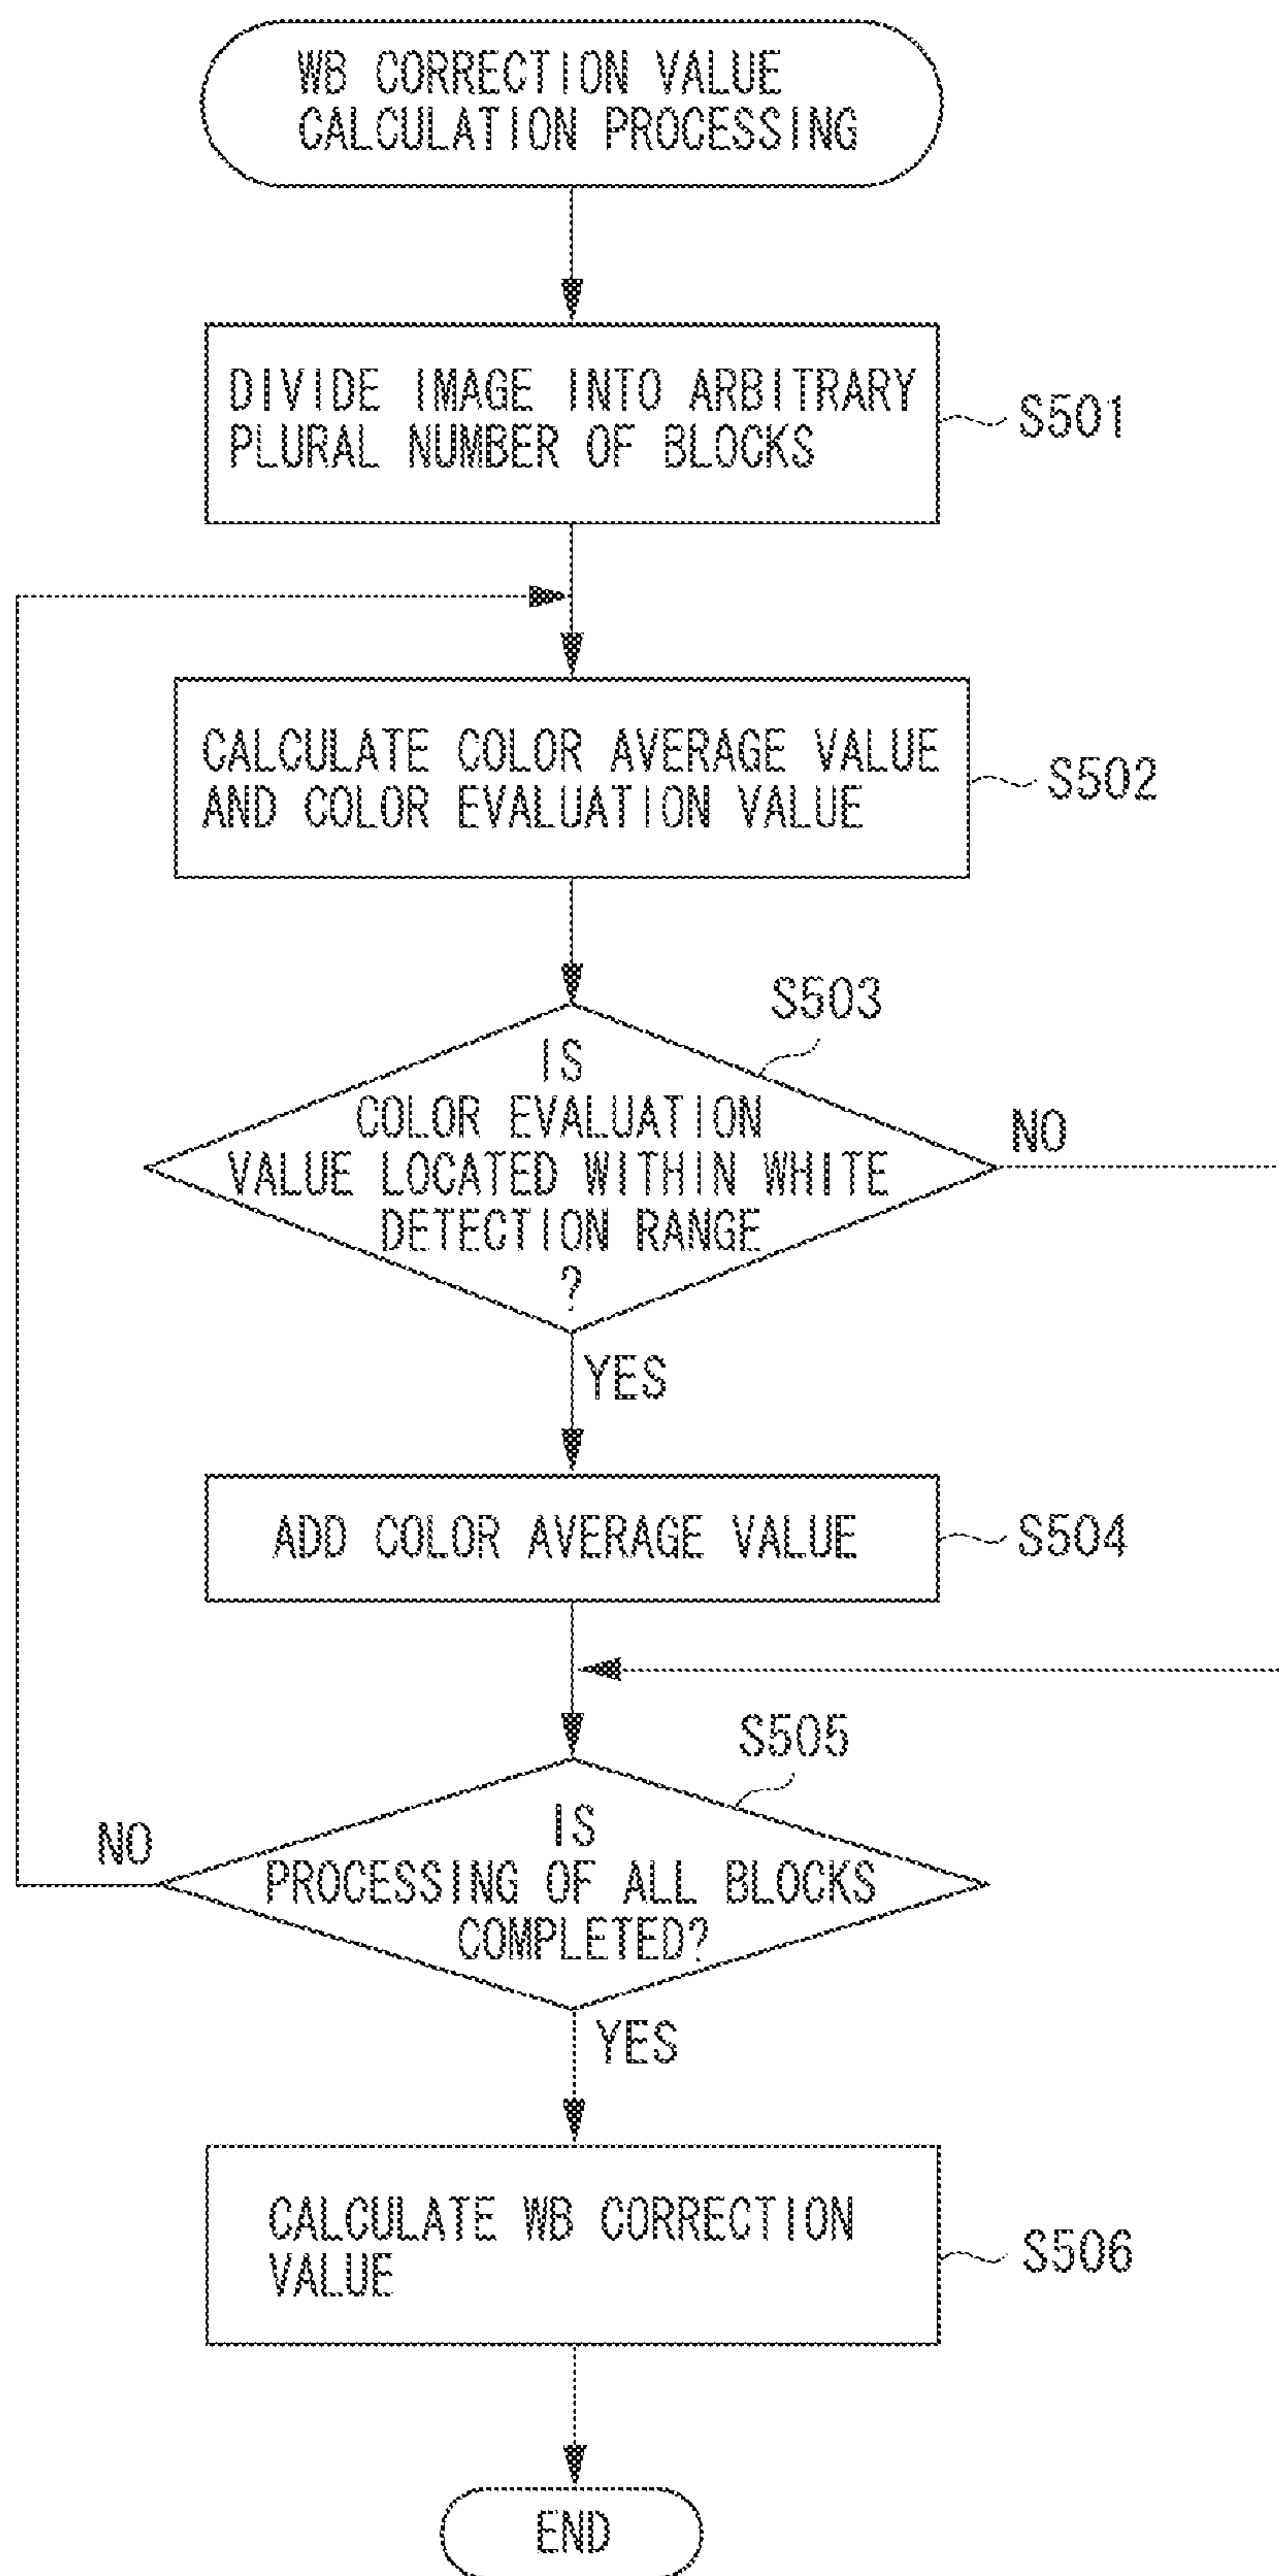 WB CORRECTION VALUE
CALCULATION PROCESSING
DIVIDE IMAGE INTO ARBITRARY
PLURAL NUMBER OF BLOCKS
S501
CALCULATE COLOR AVERAGE VALUE
AND COLOR EVALUATION VALUE
S502
S503
IS
COLOR EVALUATION
VALUE LOCATED WITHIN WHITE
DETECTION RANGE
?
NO
YES
ADD COLOR AVERAGE VALUE
S504
S505
IS
PROCESSING OF ALL BLOCKS
COMPLETED?
NO
YES
CALCULATE WB CORRECTION
VALUE
S506
END